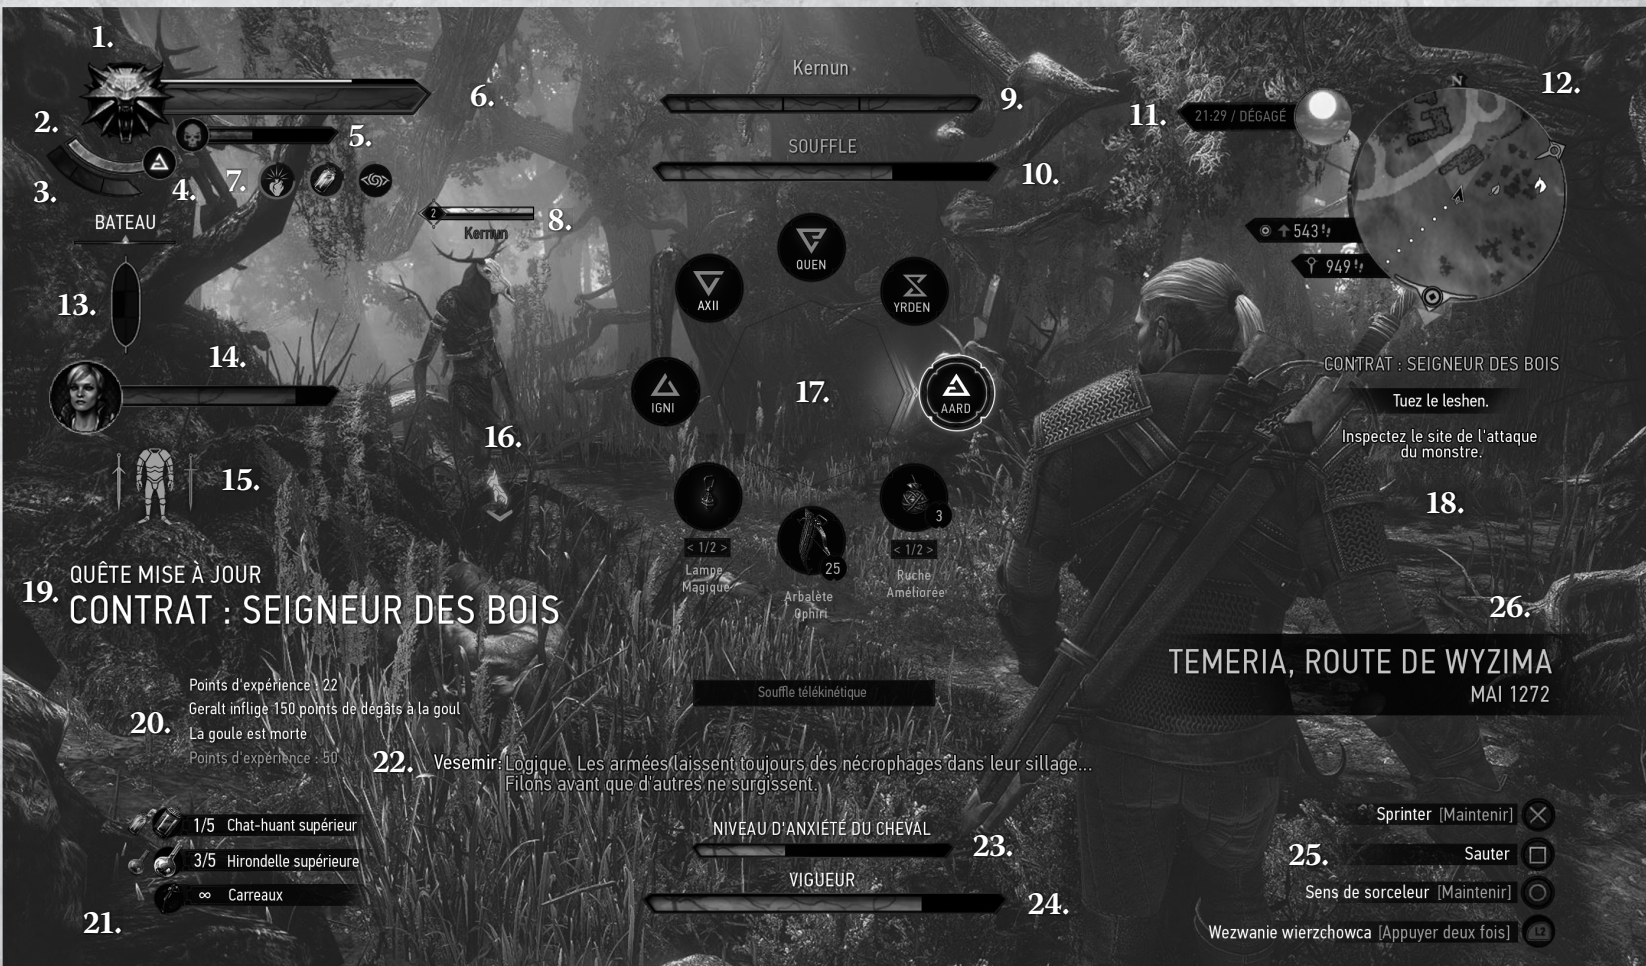 1.
2.
3.
4.
5.
6.
7.
BATEAU
2
Kernun
8.
Kernun
9.
SOUFFLE
10.
11.
21:29 / DÉGAGÉ
12.
N
543
949
13.
14.
15.
16.
QUEN
AXII
YRDEN
IGNI
17.
AARD
3
< 1/2 >
Lampe
Magique
25
Arbalète
Ophiri
< 1/2 >
Ruche
Améliorée
CONTRAT : SEIGNEUR DES BOIS
Tuez le leshen.
Inspectez le site de l'attaque
du monstre.
18.
19.
QUÊTE MISE À JOUR
CONTRAT : SEIGNEUR DES BOIS
26.
TEMERIA, ROUTE DE WYZIMA
MAI 1272
20.
Points d'expérience : 22
Geralt inflige 150 points de dégâts à la goul
La goule est morte
Points d'expérience : 50
Souffle télékinétique
22.
Vesemir: Logique. Les armées laissent toujours des nécrophages dans leur sillage...
Filons avant que d'autres ne surgissent.
21.
1/5 Chat-huant supérieur
3/5 Hirondelle supérieure
∞ Carreaux
NIVEAU D'ANXIÉTÉ DU CHEVAL
23.
VIGUEUR
24.
25.
Sprinter [Maintenir]
Sauter
Sens de sorceleur [Maintenir]
Wezwanie wierzchowca [Appuyer deux fois] L2